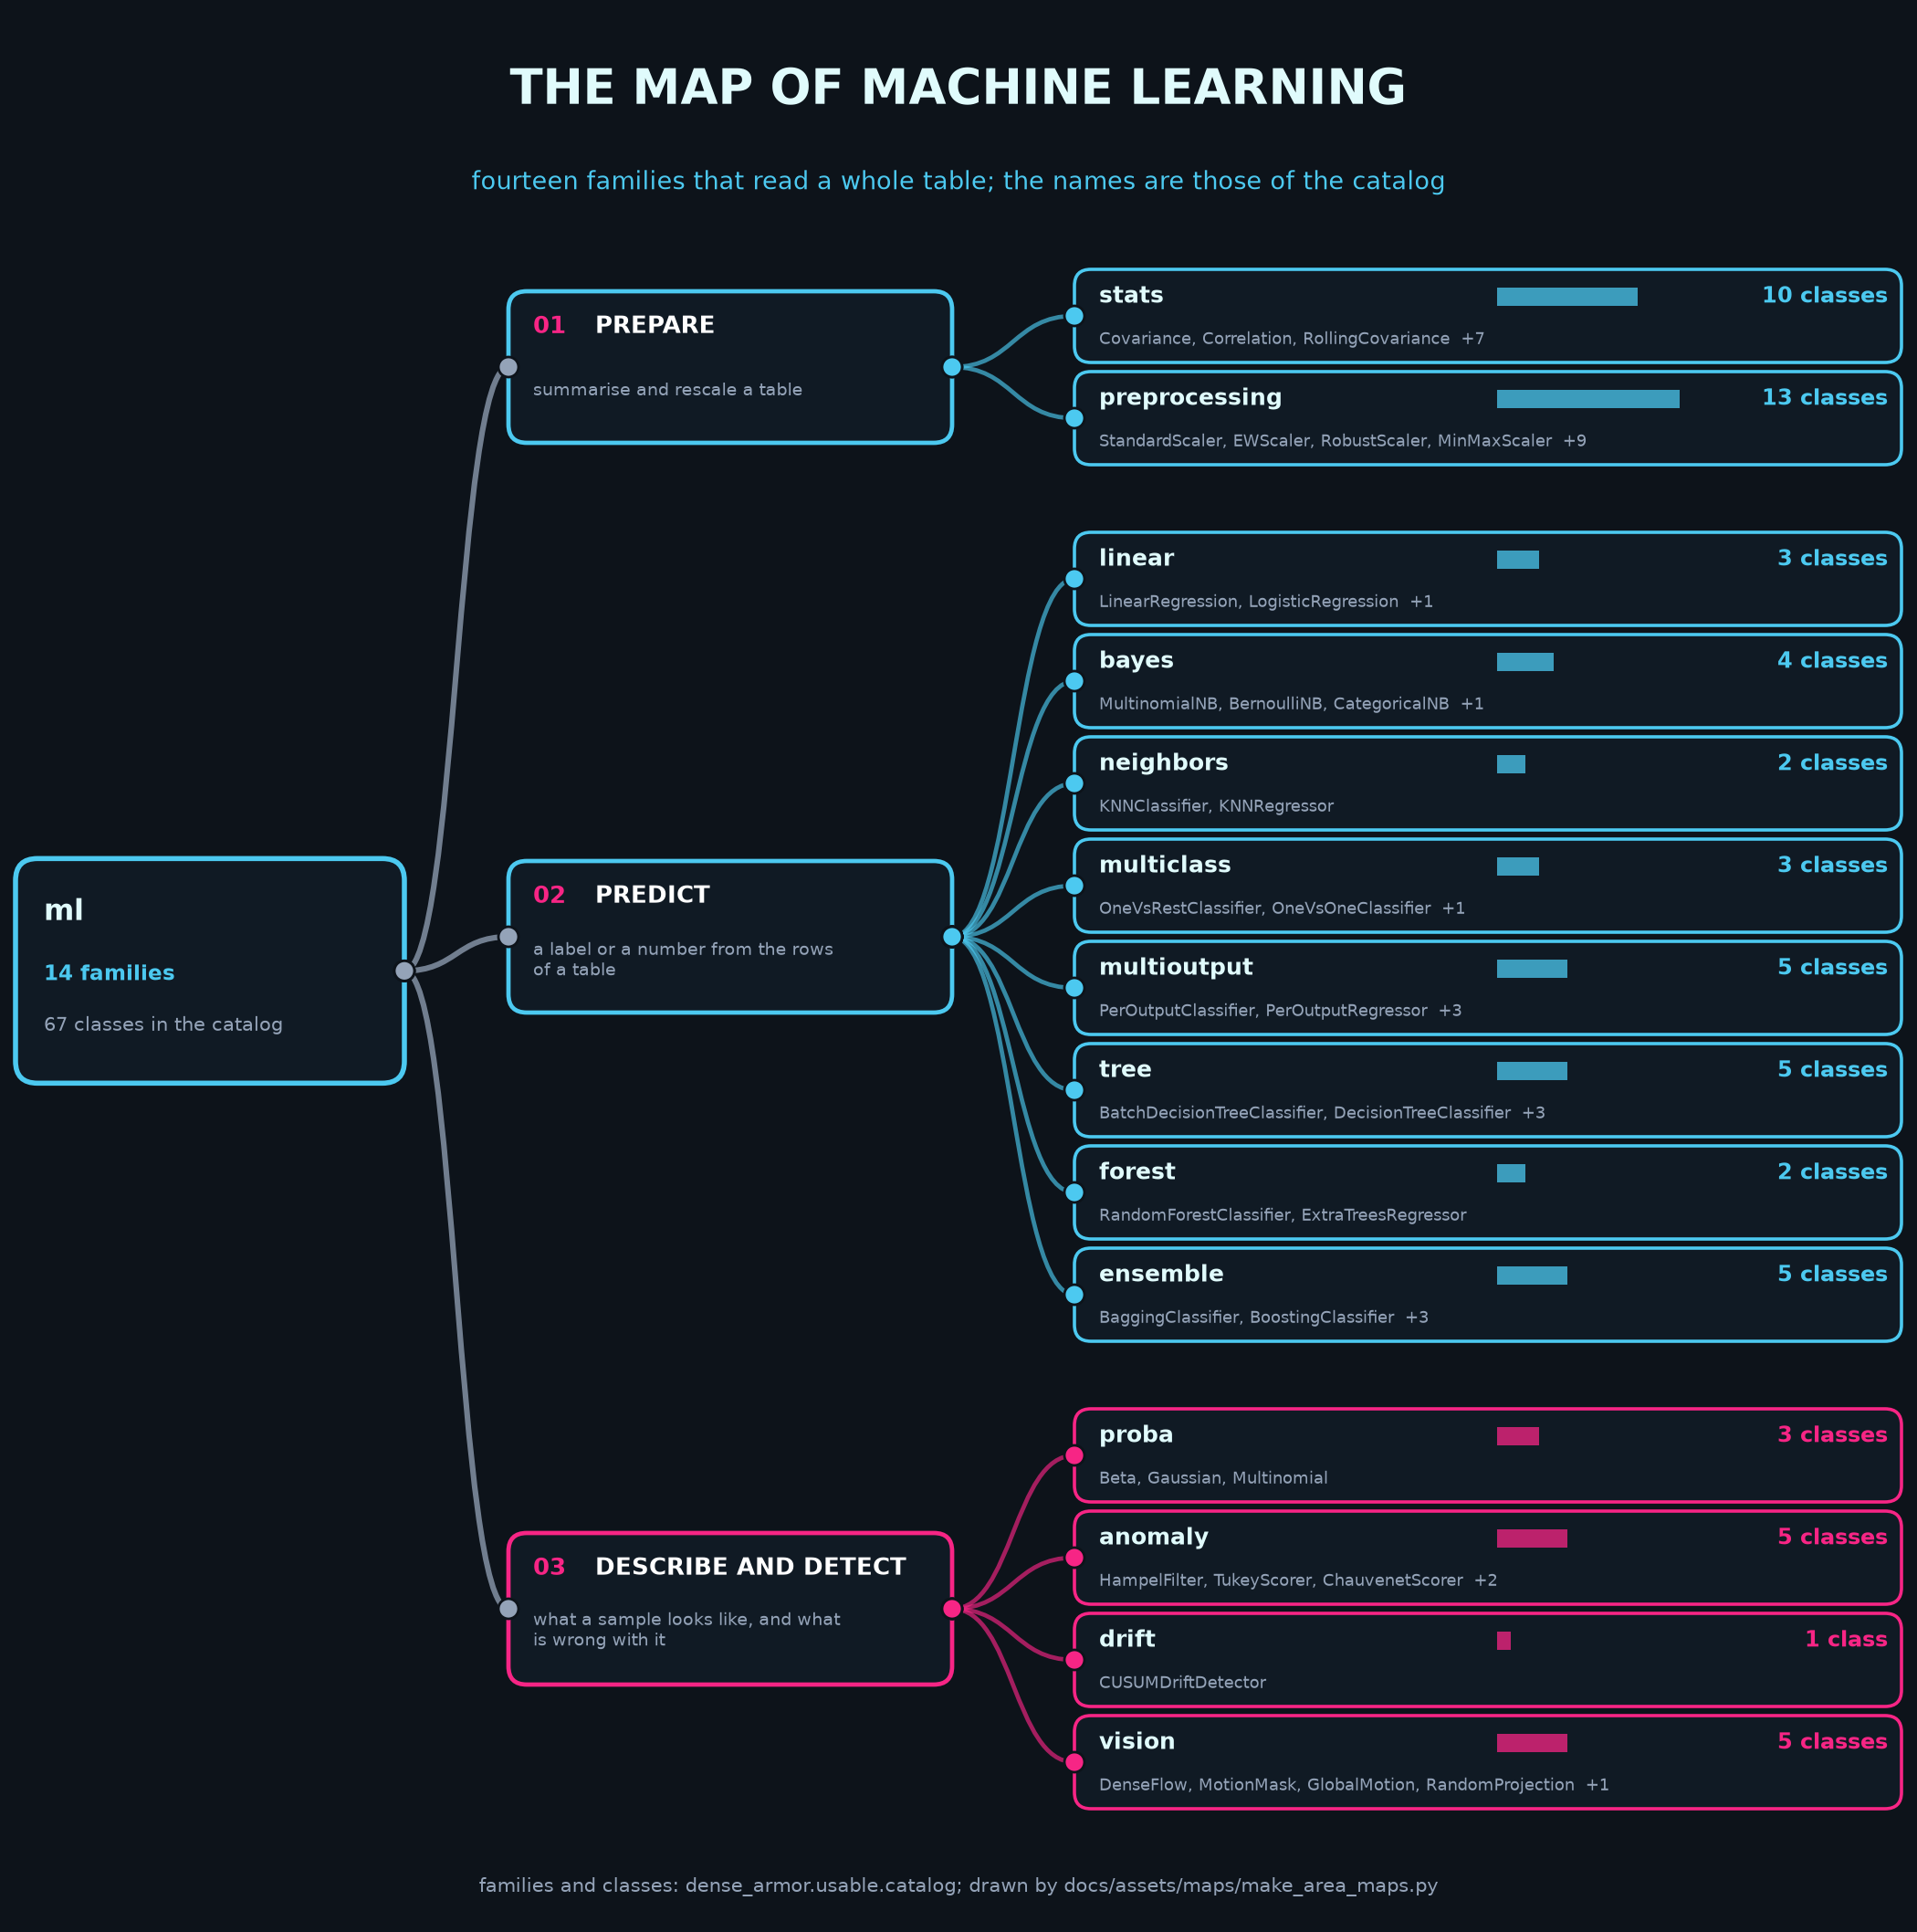 THE MAP OF MACHINE LEARNING
fourteen families that read a whole table; the names are those of the catalog
ml
14 families
67 classes in the catalog
01 PREPARE
summarise and rescale a table
stats 10 classes
Covariance, Correlation, RollingCovariance +7
preprocessing 13 classes
StandardScaler, EWScaler, RobustScaler, MinMaxScaler +9
02 PREDICT
a label or a number from the rows
of a table
linear 3 classes
LinearRegression, LogisticRegression +1
bayes 4 classes
MultinomialNB, BernoulliNB, CategoricalNB +1
neighbors 2 classes
KNNClassifier, KNNRegressor
multiclass 3 classes
OneVsRestClassifier, OneVsOneClassifier +1
multioutput 5 classes
PerOutputClassifier, PerOutputRegressor +3
tree 5 classes
BatchDecisionTreeClassifier, DecisionTreeClassifier +3
forest 2 classes
RandomForestClassifier, ExtraTreesRegressor
ensemble 5 classes
BaggingClassifier, BoostingClassifier +3
03 DESCRIBE AND DETECT
what a sample looks like, and what
is wrong with it
proba 3 classes
Beta, Gaussian, Multinomial
anomaly 5 classes
HampelFilter, TukeyScorer, ChauvenetScorer +2
drift 1 class
CUSUMDriftDetector
vision 5 classes
DenseFlow, MotionMask, GlobalMotion, RandomProjection +1
families and classes: dense_armor.usable.catalog; drawn by docs/assets/maps/make_area_maps.py